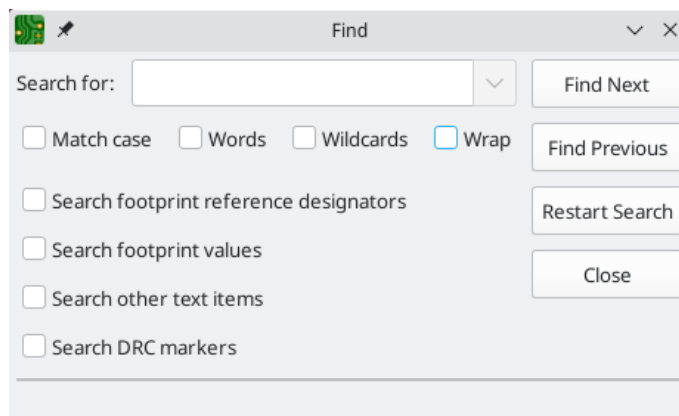 Find
Search for:
Find Next
Match case Words Wildcards Wrap
Find Previous
Search footprint reference designators
Restart Search
Search footprint values
Close
Search other text items
Search DRC markers